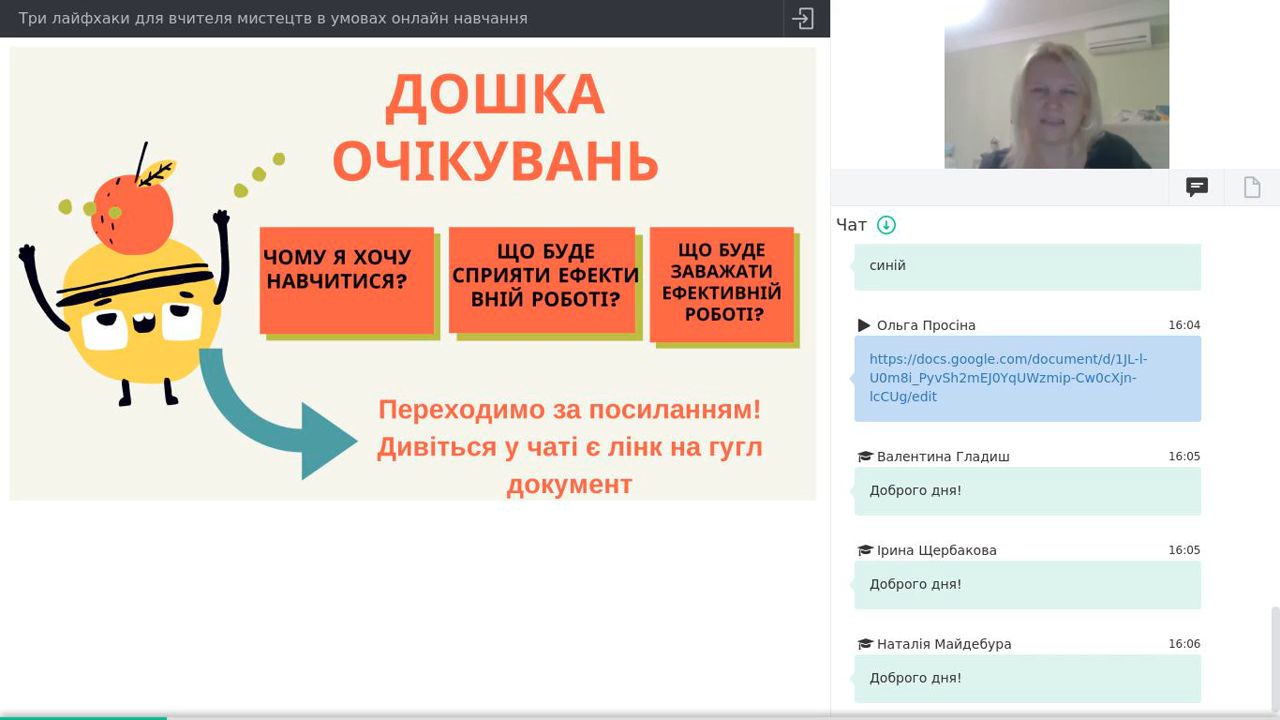 Три лайфхаки для вчителя мистецтв в умовах онлайн навчання
ДОШКА
ОЧІКУВАНЬ
ЧОМУ Я ХОЧУ
НАВЧИТИСЯ?
ЩО БУДЕ
СПРИЯТИ ЕФЕКТИ
ВНІЙ РОБОТІ?
ЩО БУДЕ
ЗАВАЖАТИ
ЕФЕКТИВНІЙ
РОБОТІ?
Переходимо за посиланням!
Дивіться у чаті є лінк на гугл
документ
Чат
синій
Ольга Просіна 16:04
https://docs.google.com/document/d/1JL-l-
U0m8i_PyvSh2mEJ0YqUWzmip-Cw0cXjn-
lcCUg/edit
Валентина Гладиш 16:05
Доброго дня!
Ірина Щербакова 16:05
Доброго дня!
Наталія Майдебура 16:06
Доброго дня!